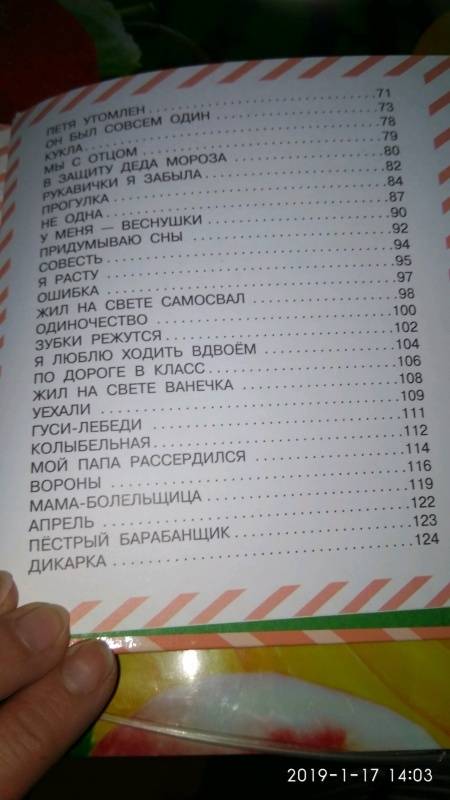 ПЕТЯ УТОМЛЕН 71
ОН БЫЛ СОВСЕМ ОДИН 73
КУКЛА 78
МЫ С ОТЦОМ 79
В ЗАЩИТУ ДЕДА МОРОЗА 80
РУКАВИЧКИ Я ЗАБЫЛА 82
ПРОГУЛКА 84
НЕ ОДНА 87
У МЕНЯ — ВЕСНУШКИ 90
ПРИДУМЫВАЮ СНЫ 92
СОВЕСТЬ 94
Я РАСТУ 95
ОШИБКА 97
ЖИЛ НА СВЕТЕ САМОСВАЛ 98
ОДИНОЧЕСТВО 100
ЗУБКИ РЕЖУТСЯ 102
Я ЛЮБЛЮ ХОДИТЬ ВДВОЁМ 104
ПО ДОРОГЕ В КЛАСС 106
ЖИЛ НА СВЕТЕ ВАНЕЧКА 108
УЕХАЛИ 109
ГУСИ-ЛЕБЕДИ 111
КОЛЫБЕЛЬНАЯ 112
МОЙ ПАПА РАССЕРДИЛСЯ 114
ВОРОНЫ 116
МАМА-БОЛЕЛЬЩИЦА 119
АПРЕЛЬ 122
ПЁСТРЫЙ БАРАБАНЩИК 123
ДИКАРКА 124
2019-1-17 14:03